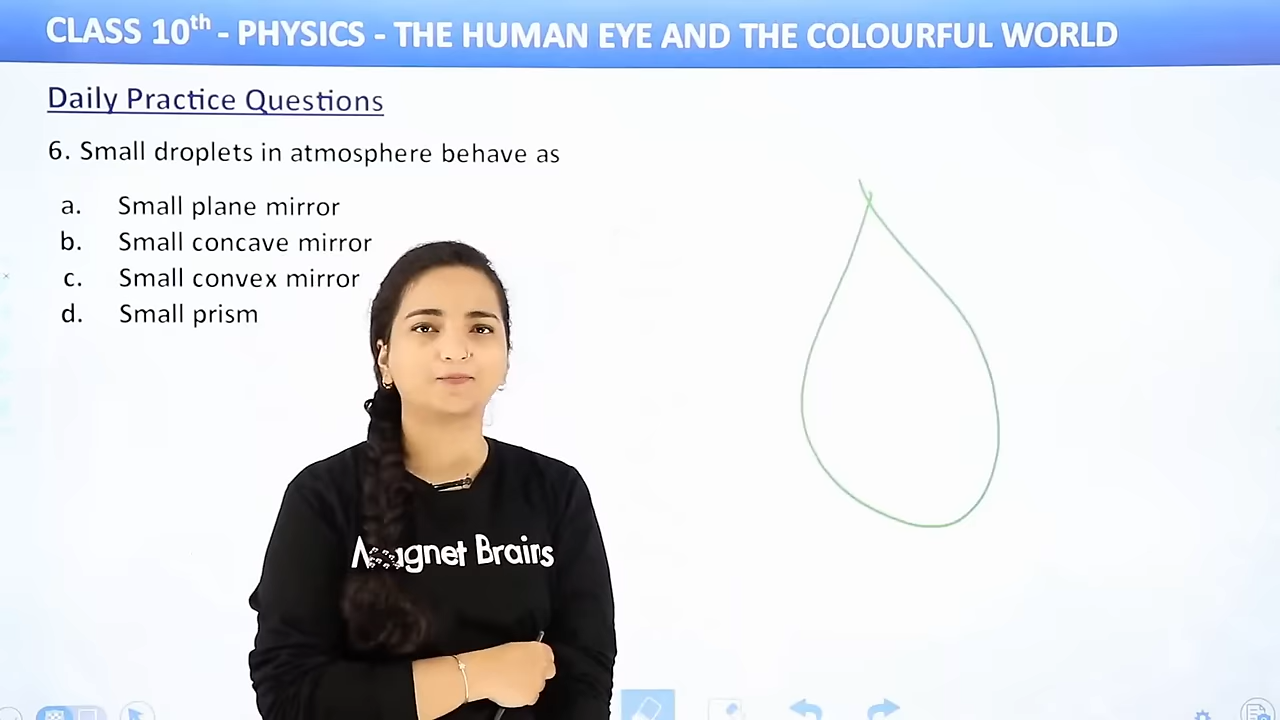 CLASS 10th - PHYSICS - THE HUMAN EYE AND THE COLOURFUL WORLD
Daily Practice Questions
6. Small droplets in atmosphere behave as
a. Small plane mirror
b. Small concave mirror
c. Small convex mirror
d. Small prism
Magnet Brains